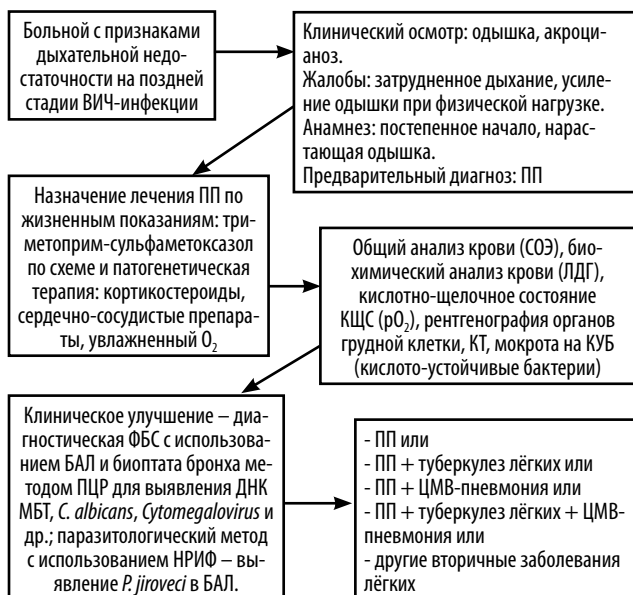 Больной с признаками
дыхательной недо-
статочности на поздней
стадии ВИЧ-инфекции
Клинический осмотр: одышка, акроци-
аноз.
Жалобы: затрудненное дыхание, усиле-
ние одышки при физической нагрузке.
Анамнез: постепенное начало, нарас-
тающая одышка.
Предварительный диагноз: ПП
Назначение лечения ПП по
жизненным показаниям: три-
метоприм-сульфаметоксазол
по схеме и патогенетическая
терапия: кортикостероиды,
сердечно-сосудистые препара-
ты, увлажненный O₂
Общий анализ крови (СОЭ), био-
химический анализ крови (ЛДГ),
кислотно-щелочное состояние
КЩС (pO₂), рентгенография органов
грудной клетки, КТ, мокрота на КУБ
(кислото-устойчивые бактерии)
Клиническое улучшение – диа-
гностическая ФБС с использова-
нием БАЛ и биоптата бронха ме-
тодом ПЦР для выявления ДНК
МБТ, C. albicans, Cytomegalovirus и
др.; паразитологический метод
с использованием НРИФ – вы-
явление P. jiroveci в БАЛ.
- ПП или
- ПП + туберкулез лёгких или
- ПП + ЦМВ-пневмония или
- ПП + туберкулез лёгких + ЦМВ-
пневмония или
- другие вторичные заболевания
лёгких